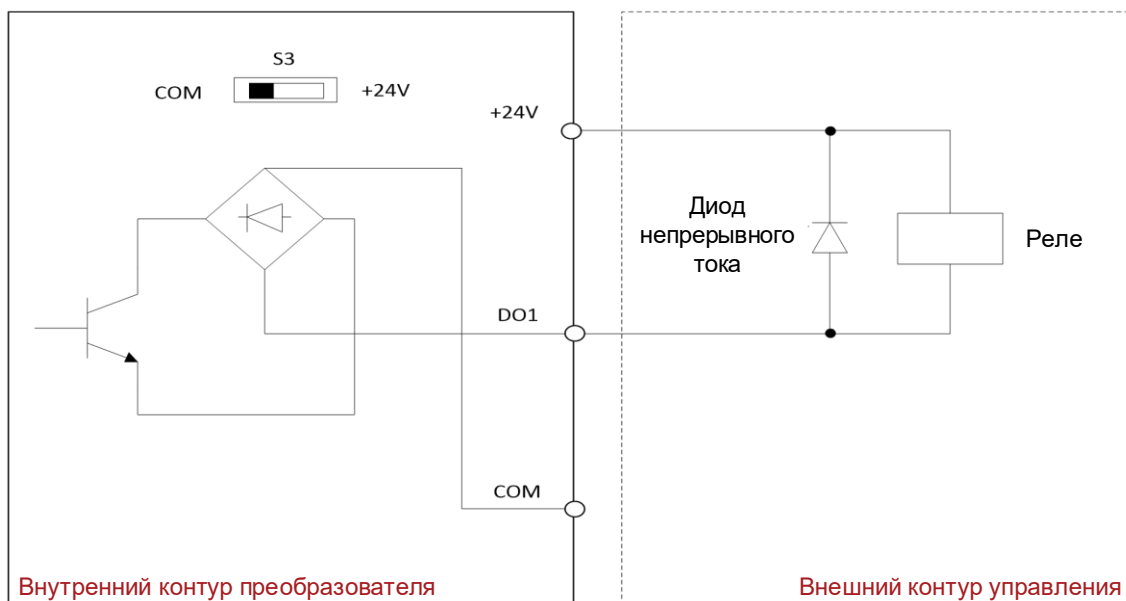 S3
COM
+24V
+24V
Диод
непрерывного
тока
Реле
DO1
COM
Внутренний контур преобразователя
Внешний контур управления